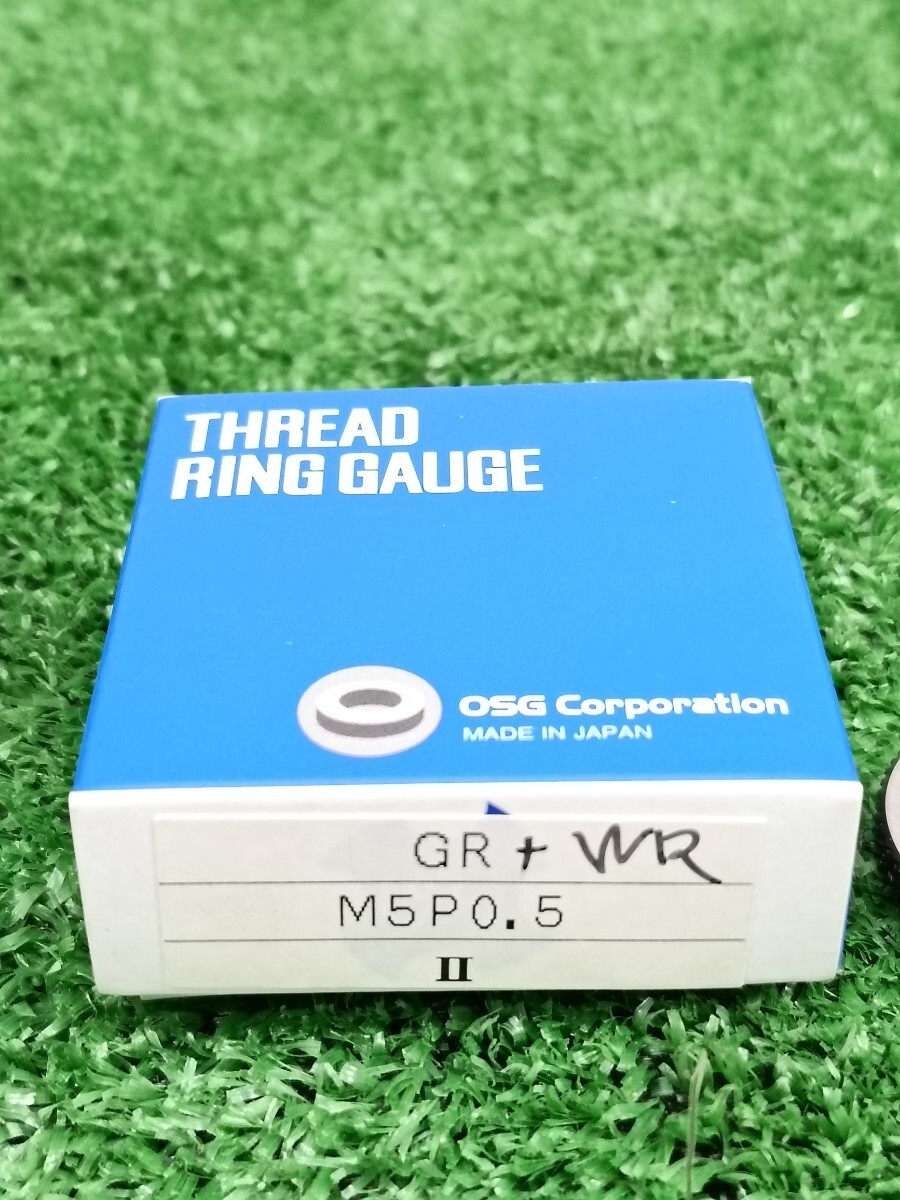 THREAD
RING GAUGE
OSG Corporation
MADE IN JAPAN
GR + WR
M5P0.5
II